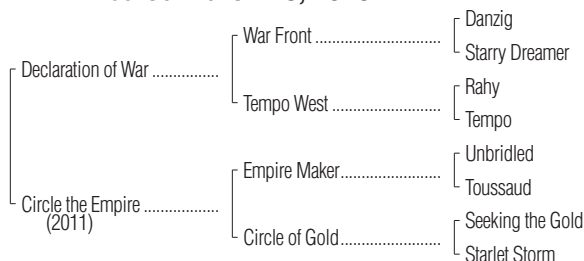 Danzig
War Front ..........................
Starry Dreamer
Declaration of War ................
Rahy
Tempo West ..........................
Tempo
Unbridled
Empire Maker........................
Toussaud
Circle the Empire ..................
(2011)
Seeking the Gold
Circle of Gold........................
Starlet Storm